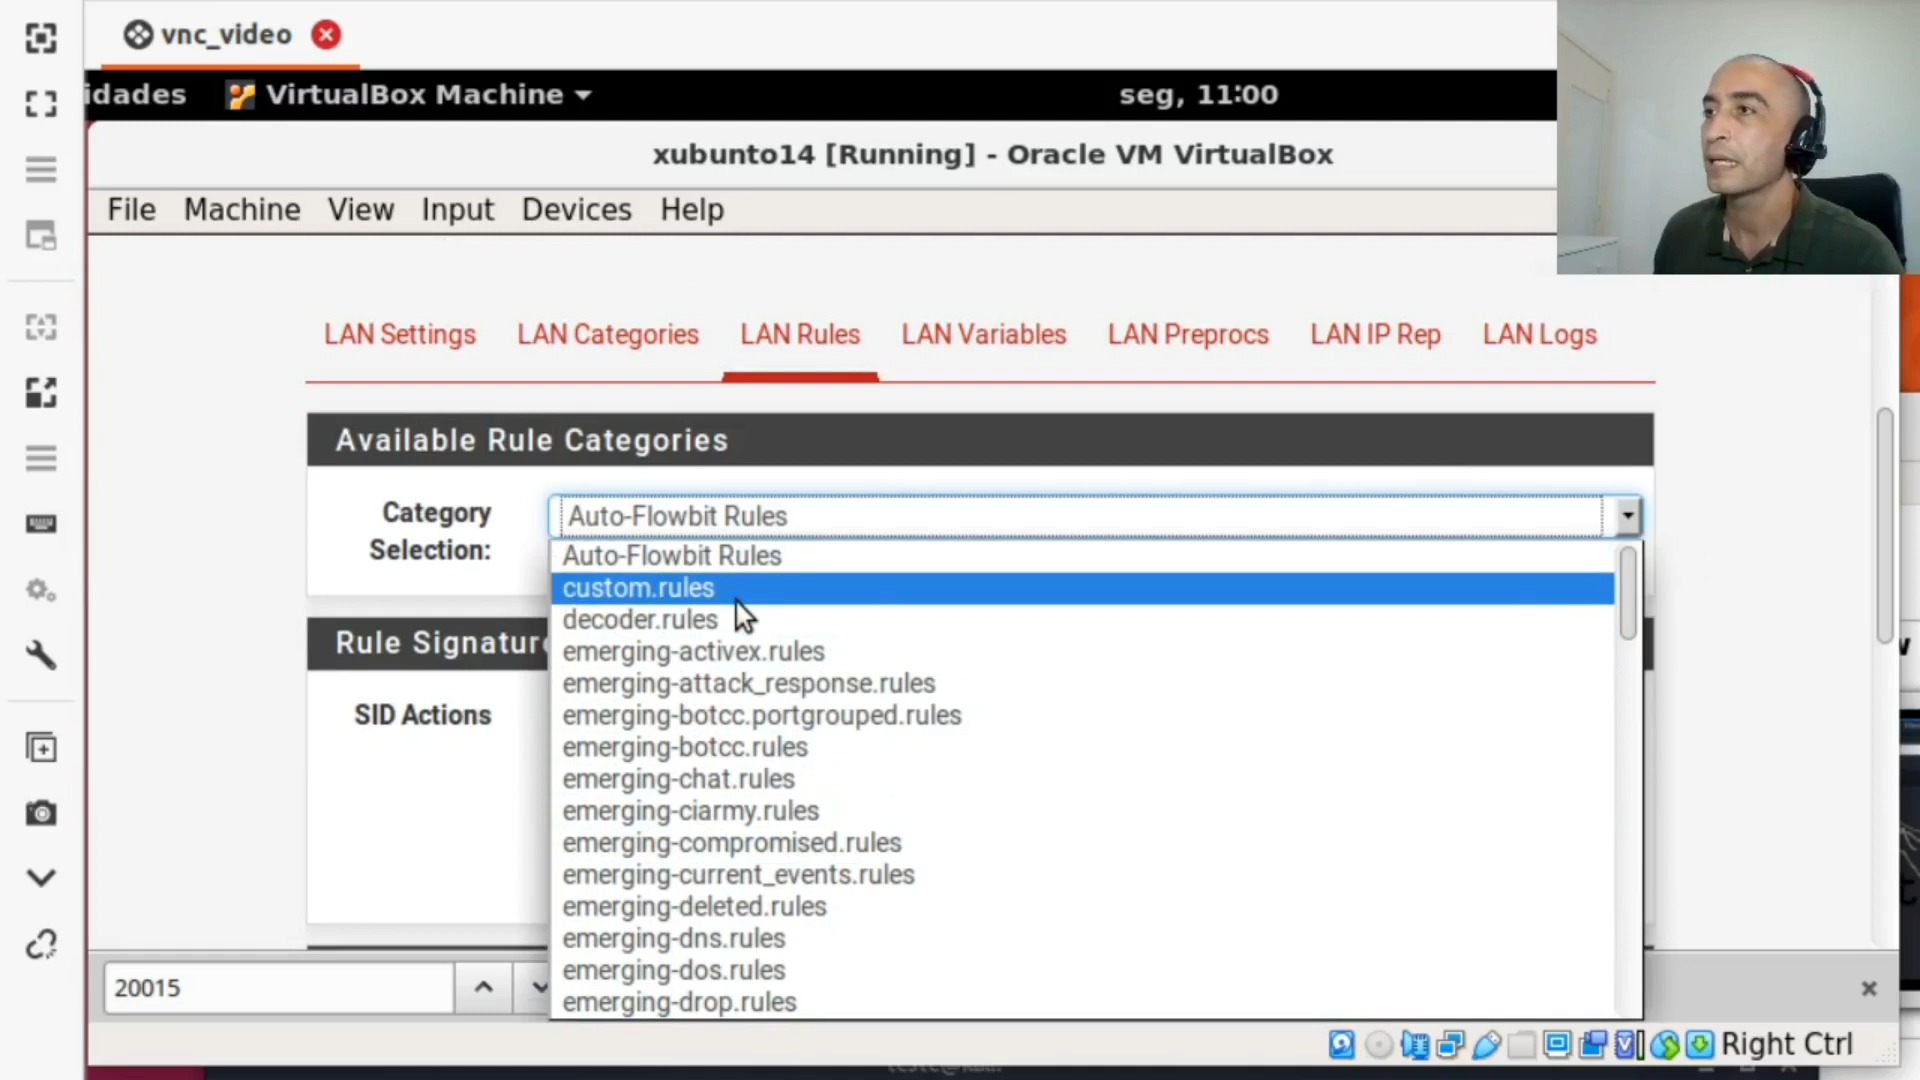 vnc_video
idades VirtualBox Machine seg, 11:00
xubunto14 [Running] - Oracle VM VirtualBox
File Machine View Input Devices Help
LAN Settings LAN Categories LAN Rules LAN Variables LAN Preprocs LAN IP Rep LAN Logs
Available Rule Categories
Category Selection:
Auto-Flowbit Rules
Auto-Flowbit Rules
custom.rules
decoder.rules
emerging-activex.rules
emerging-attack_response.rules
emerging-botcc.portgrouped.rules
emerging-botcc.rules
emerging-chat.rules
emerging-ciarmy.rules
emerging-compromised.rules
emerging-current_events.rules
emerging-deleted.rules
emerging-dns.rules
emerging-dos.rules
emerging-drop.rules
Rule Signature
SID Actions
20015
Right Ctrl